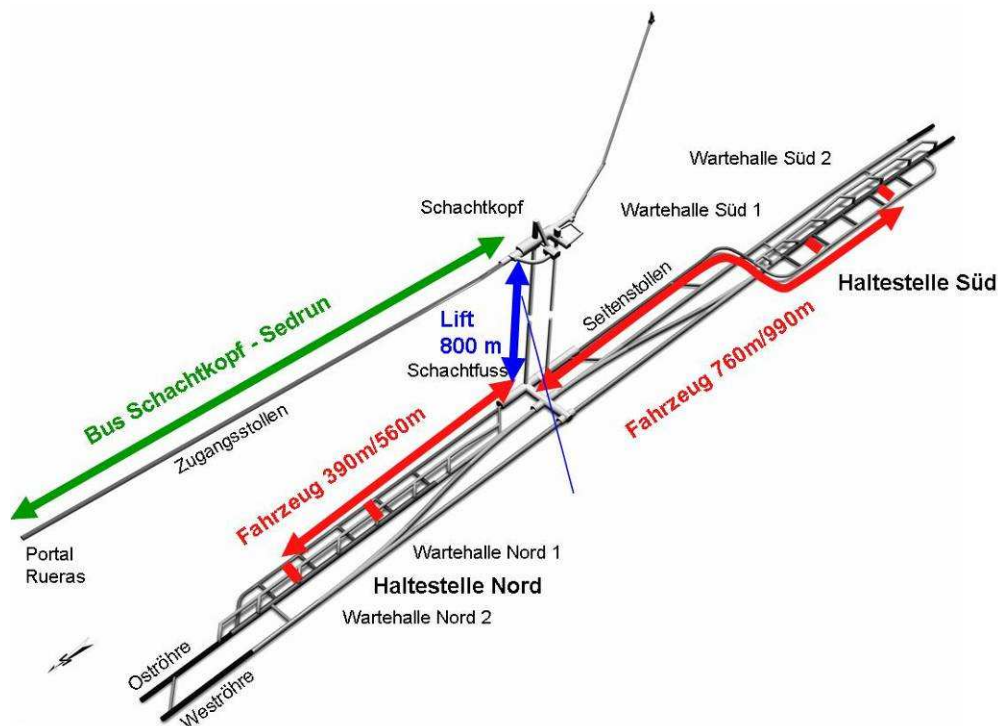 Wartehalle Süd 2
Schachtkopf
Wartehalle Süd 1
Haltestelle Süd
Bus Schachtkopf - Sedrun
Seitenstollen
Lift
800 m
Schachtfuss
Fahrzeug 760m/990m
Zugangsstollen
Fahrzeug 390m/560m
Portal
Rueras
Wartehalle Nord 1
Haltestelle Nord
Wartehalle Nord 2
Oströhre
Weströhre